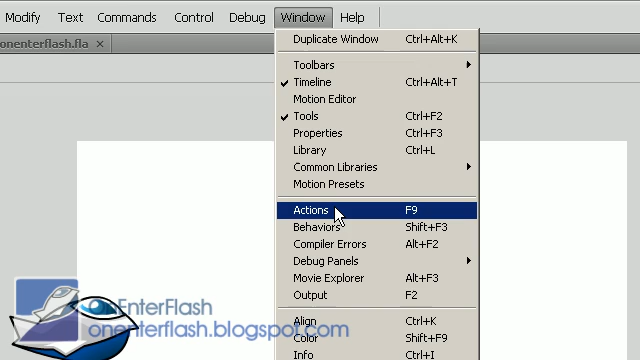 Modify Text Commands Control Debug Window Help
onenterflash.fla ×
Duplicate Window Ctrl+Alt+K
Toolbars
Timeline Ctrl+Alt+T
Motion Editor
Tools Ctrl+F2
Properties Ctrl+F3
Library Ctrl+L
Common Libraries
Motion Presets
Actions F9
Behaviors Shift+F3
Compiler Errors Alt+F2
Debug Panels
Movie Explorer Alt+F3
Output F2
Align Ctrl+K
Color Shift+F9
Info Ctrl+I
OnEnterFlash
onenterflash.blogspot.com